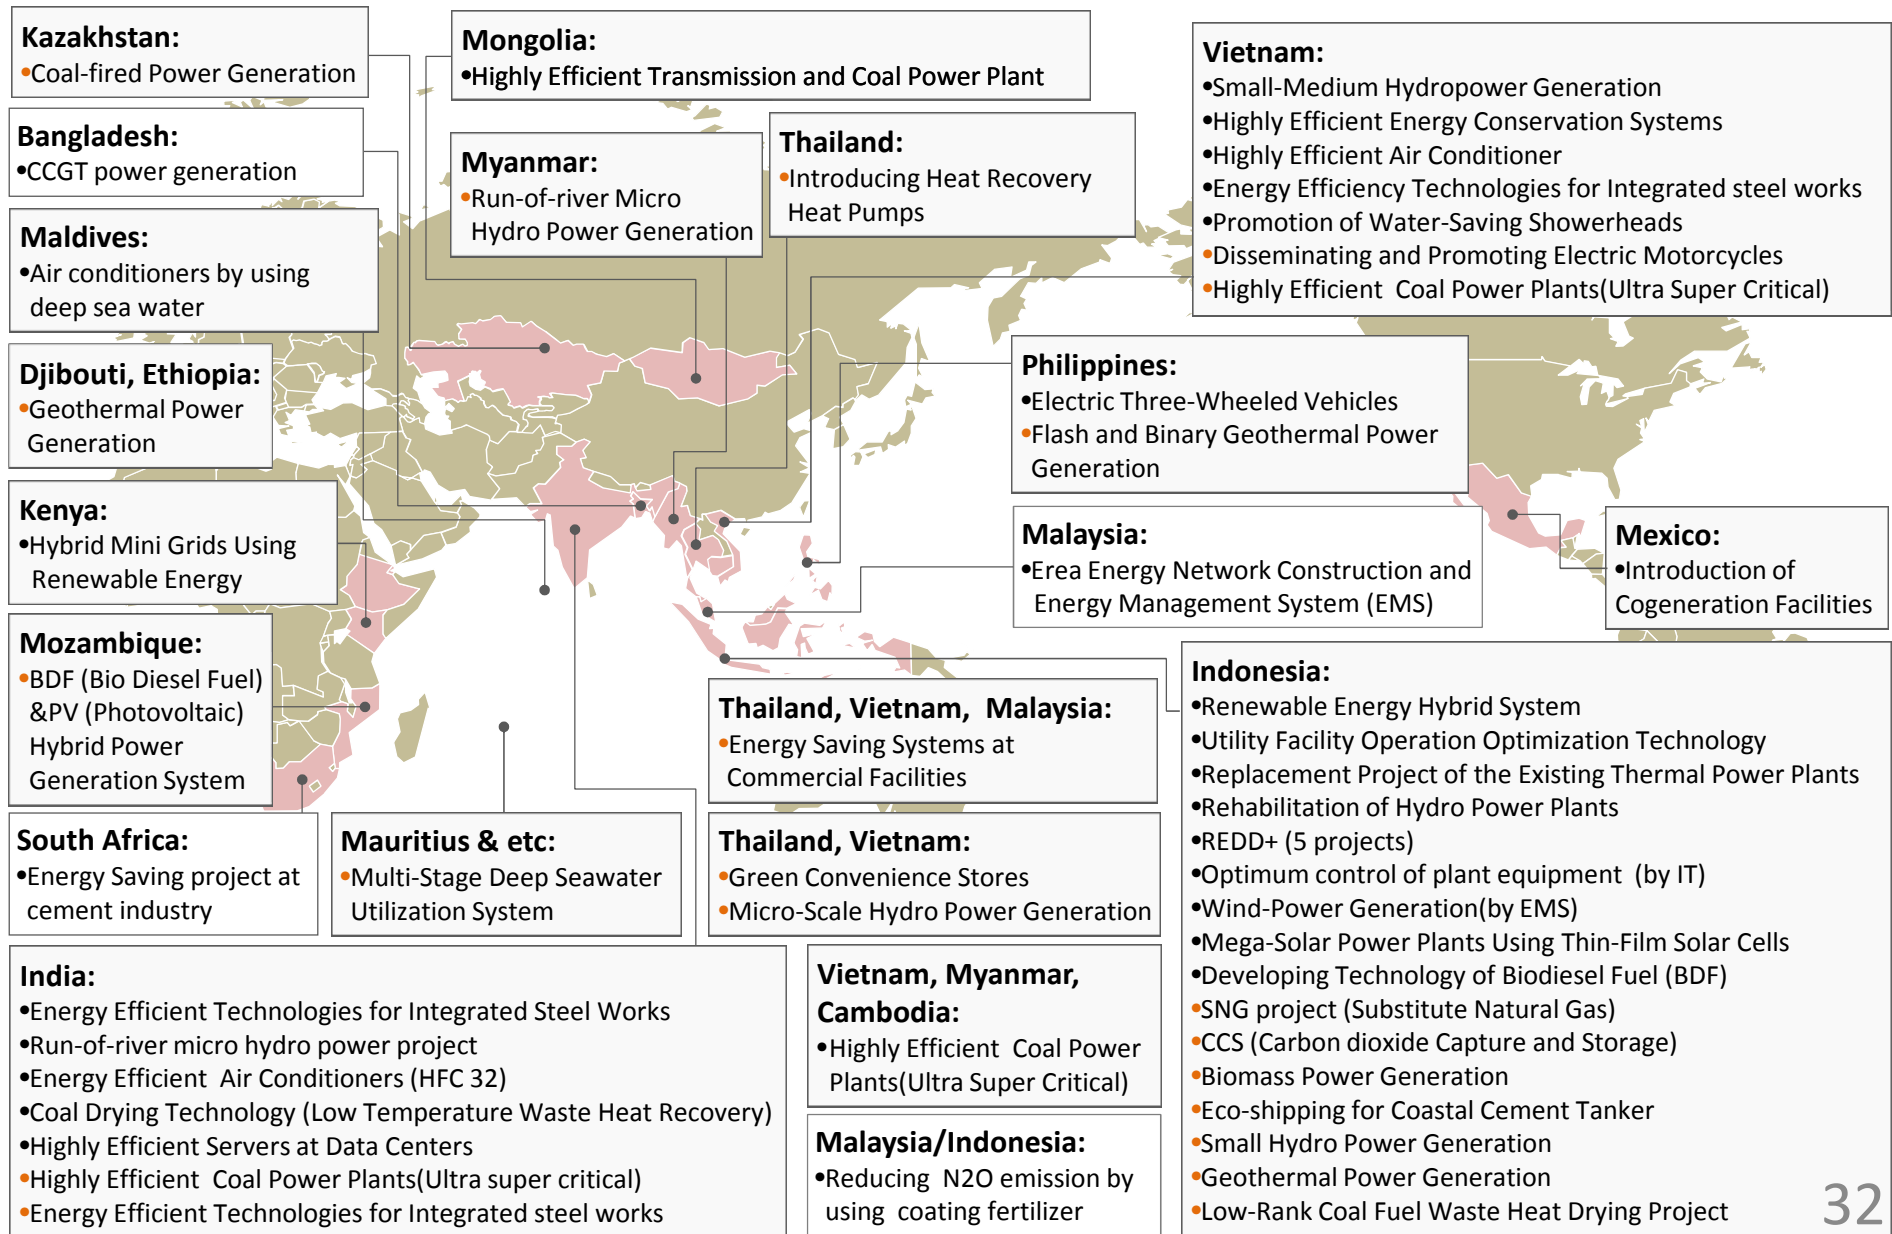 Kazakhstan:
•Coal-fired Power Generation
Mongolia:
•Highly Efficient Transmission and Coal Power Plant
Vietnam:
•Small-Medium Hydropower Generation
•Highly Efficient Energy Conservation Systems
•Highly Efficient Air Conditioner
•Energy Efficiency Technologies for Integrated steel works
•Promotion of Water-Saving Showerheads
•Disseminating and Promoting Electric Motorcycles
•Highly Efficient Coal Power Plants(Ultra Super Critical)
Bangladesh:
•CCGT power generation
Myanmar:
•Run-of-river Micro
Hydro Power Generation
Thailand:
•Introducing Heat Recovery
Heat Pumps
Maldives:
•Air conditioners by using
deep sea water
Djibouti, Ethiopia:
•Geothermal Power
Generation
Philippines:
•Electric Three-Wheeled Vehicles
•Flash and Binary Geothermal Power
Generation
Kenya:
•Hybrid Mini Grids Using
Renewable Energy
Malaysia:
•Erea Energy Network Construction and
Energy Management System (EMS)
Mexico:
•Introduction of
Cogeneration Facilities
Mozambique:
•BDF (Bio Diesel Fuel)
&PV (Photovoltaic)
Hybrid Power
Generation System
Thailand, Vietnam, Malaysia:
•Energy Saving Systems at
Commercial Facilities
Indonesia:
•Renewable Energy Hybrid System
•Utility Facility Operation Optimization Technology
•Replacement Project of the Existing Thermal Power Plants
•Rehabilitation of Hydro Power Plants
•REDD+ (5 projects)
•Optimum control of plant equipment (by IT)
•Wind-Power Generation(by EMS)
•Mega-Solar Power Plants Using Thin-Film Solar Cells
•Developing Technology of Biodiesel Fuel (BDF)
•SNG project (Substitute Natural Gas)
•CCS (Carbon dioxide Capture and Storage)
•Biomass Power Generation
•Eco-shipping for Coastal Cement Tanker
•Small Hydro Power Generation
•Geothermal Power Generation
•Low-Rank Coal Fuel Waste Heat Drying Project
South Africa:
•Energy Saving project at
cement industry
Mauritius & etc:
•Multi-Stage Deep Seawater
Utilization System
Thailand, Vietnam:
•Green Convenience Stores
•Micro-Scale Hydro Power Generation
India:
•Energy Efficient Technologies for Integrated Steel Works
•Run-of-river micro hydro power project
•Energy Efficient Air Conditioners (HFC 32)
•Coal Drying Technology (Low Temperature Waste Heat Recovery)
•Highly Efficient Servers at Data Centers
•Highly Efficient Coal Power Plants(Ultra super critical)
•Energy Efficient Technologies for Integrated steel works
Vietnam, Myanmar,
Cambodia:
•Highly Efficient Coal Power
Plants(Ultra Super Critical)
Malaysia/Indonesia:
•Reducing N2O emission by
using coating fertilizer
32